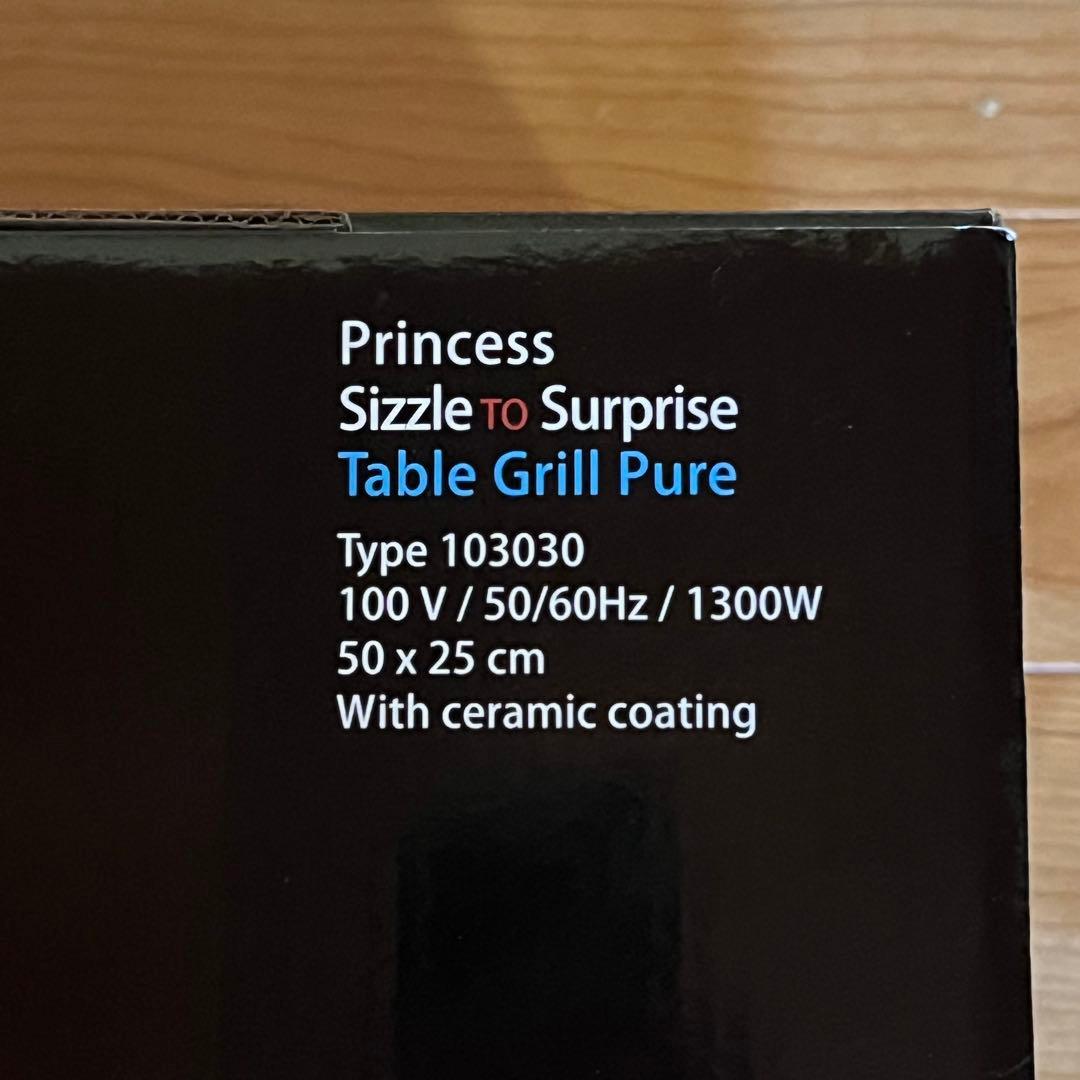 Princess
Sizzle TO Surprise
Table Grill Pure
Type 103030
100 V / 50/60Hz / 1300W
50 x 25 cm
With ceramic coating